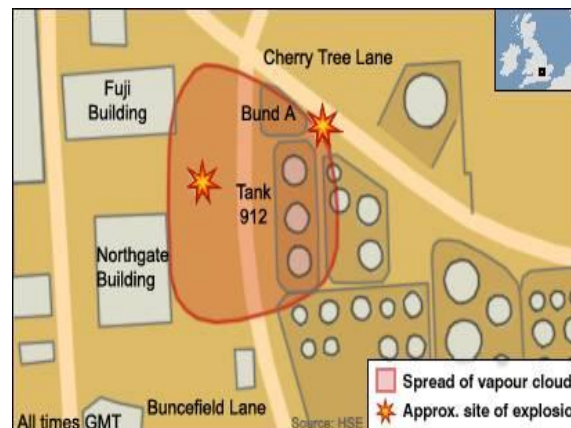 Cherry Tree Lane
Fuji
Building
Bund A
Tank
912
Northgate
Building
Buncefield Lane
All times GMT
Source: HSE
Spread of vapour cloud
Approx. site of explosio